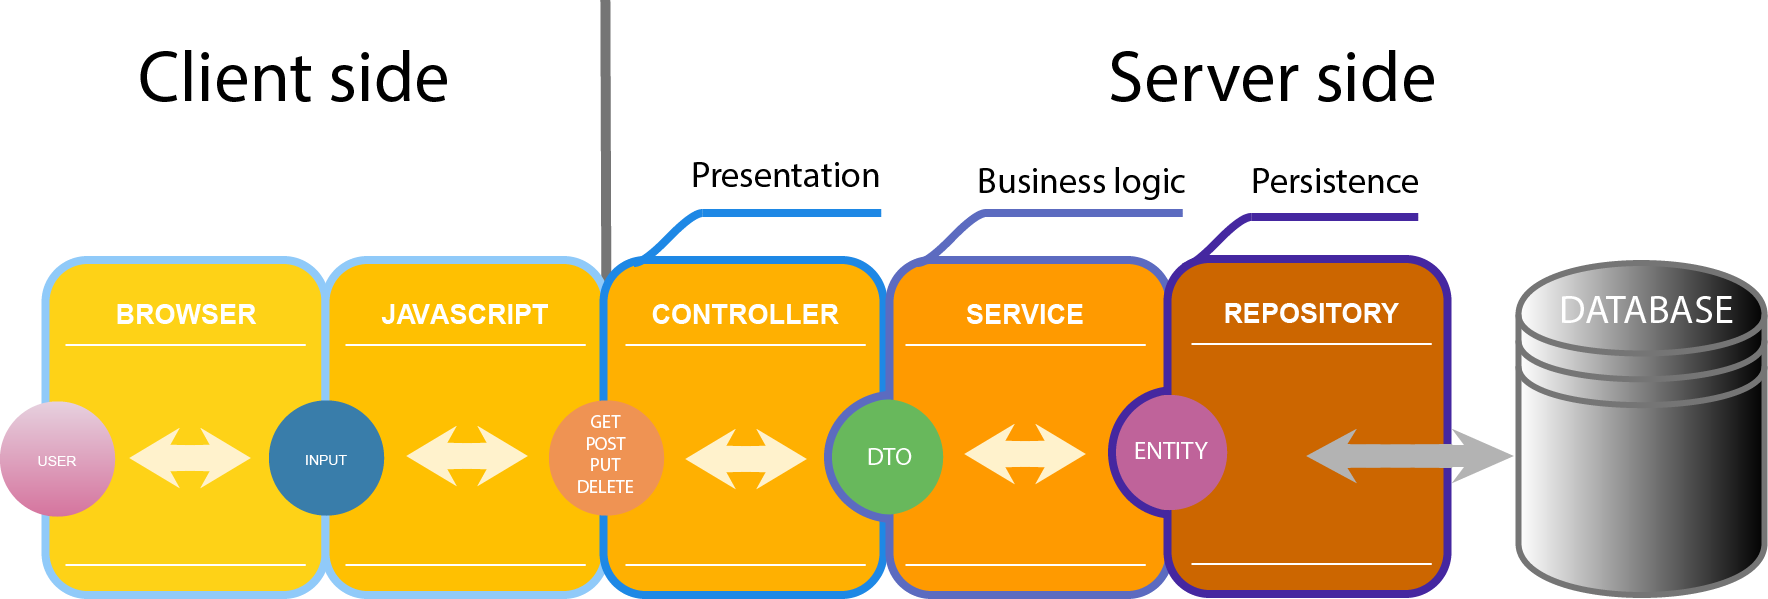 Client side
Server side
Presentation
Business logic
Persistence
BROWSER
JAVASCRIPT
CONTROLLER
SERVICE
REPOSITORY
DATABASE
USER
INPUT
GET
POST
PUT
DELETE
DTO
ENTITY